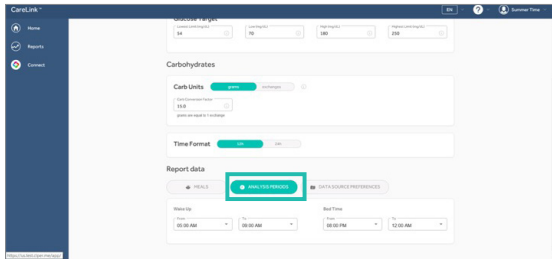 CareLink™
EN
Summer Time
Home
Reports
Connect
Glucose Target
54
70
180
250
Carbohydrates
Carb Units
grams
exchanges
15.0
grams are equal to 1 exchange
Time Format
12H
24H
Report data
MEALS
ANALYSIS PERIODS
DATA SOURCE PREFERENCES
Wake Up
Bed Time
From
To
From
To
05:00 AM
09:00 AM
08:00 PM
12:00 AM